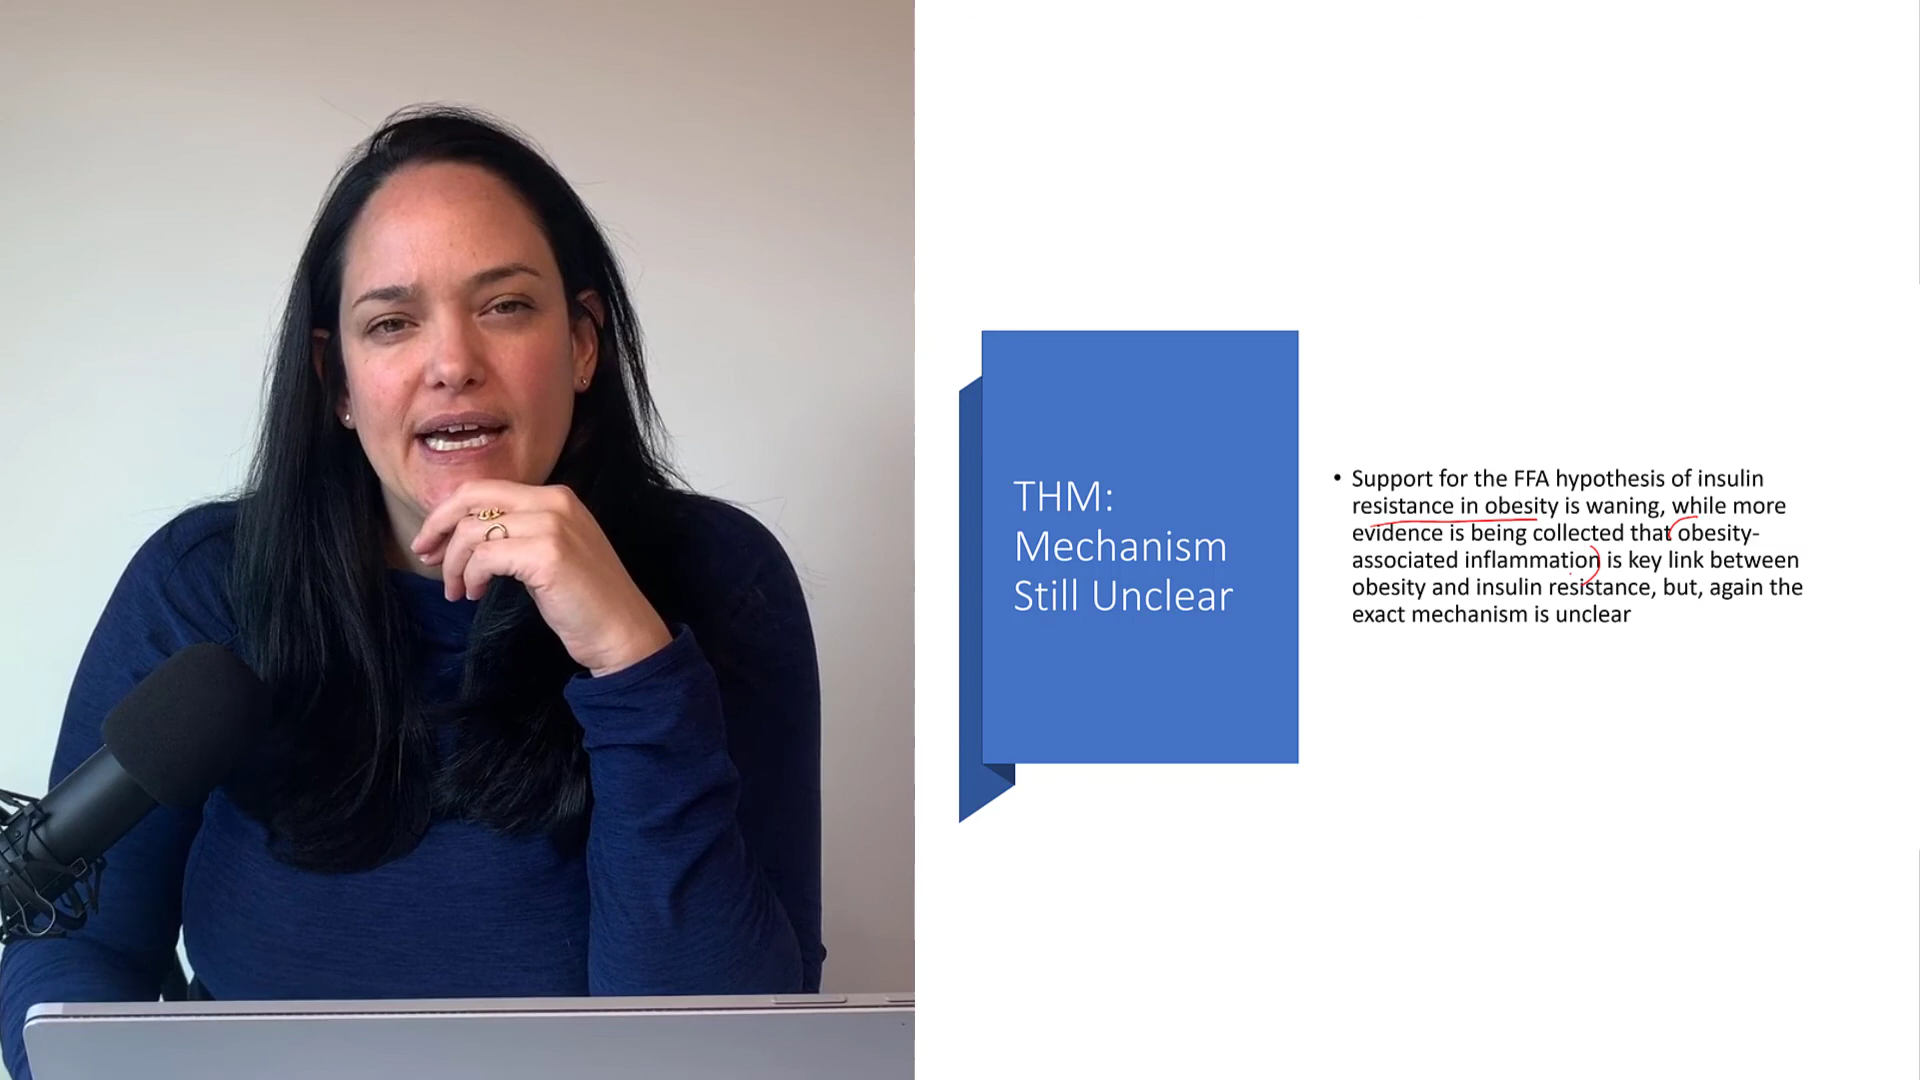 THM:
Mechanism
Still Unclear
• Support for the FFA hypothesis of insulin
resistance in obesity is waning, while more
evidence is being collected that obesity-
associated inflammation is key link between
obesity and insulin resistance, but, again the
exact mechanism is unclear